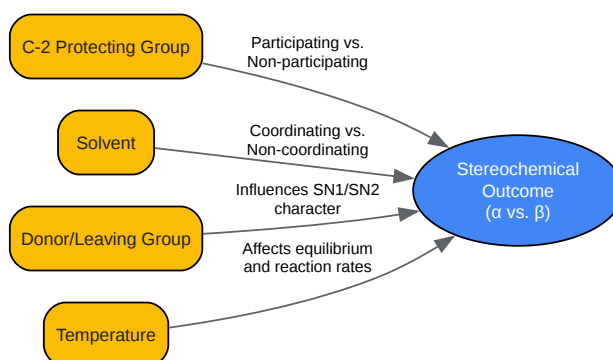 C-2 Protecting Group
Participating vs.
Non-participating
Solvent
Coordinating vs.
Non-coordinating
Donor/Leaving Group
Influences SN1/SN2
character
Temperature
Affects equilibrium
and reaction rates
Stereochemical
Outcome
(α vs. β)